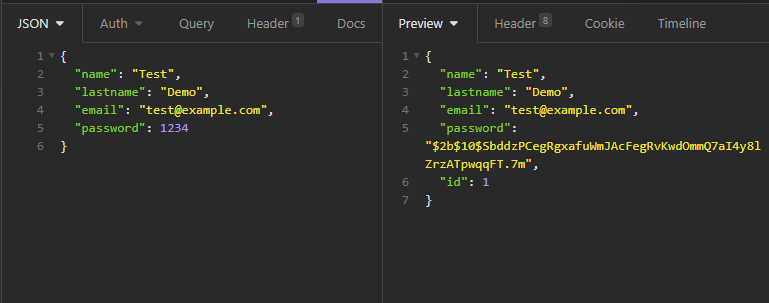 JSON Auth Query Header 1 Docs
1 {
2 "name": "Test",
3 "lastname": "Demo",
4 "email": "test@example.com",
5 "password": 1234
6 }
Preview Header 8 Cookie Timeline
1 {
2 "name": "Test",
3 "lastname": "Demo",
4 "email": "test@example.com",
5 "password":
"$2b$10$SbddzPCegRgxafuWmJAcFegRvKwdOmmQ7aI4y8l
ZrzATpwqqFT.7m",
6 "id": 1
7 }